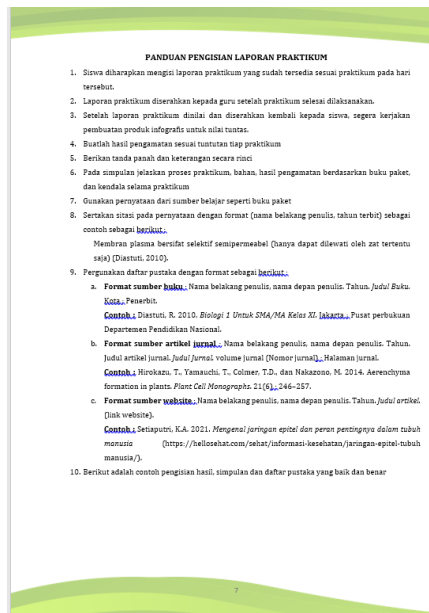 PANDUAN PENGISIAN LAPORAN PRAKTIKUM
1. Siswa diharapkan mengisi laporan praktikum yang sudah tersedia sesuai praktikum pada hari
tersebut.
2. Laporan praktikum diserahkan kepada guru setelah praktikum selesai dilaksanakan.
3. Setelah laporan praktikum dinilai dan diserahkan kembali kepada siswa, segera kerjakan
pembuatan produk infografis untuk nilai tuntas.
4. Buatlah hasil pengamatan sesuai tuntutan tiap praktikum
5. Berikan tanda panah dan keterangan secara rinci
6. Pada simpulan jelaskan proses praktikum, bahan, hasil pengamatan berdasarkan buku paket,
dan kendala selama praktikum
7. Gunakan pernyataan dari sumber belajar seperti buku paket
8. Sertakan sitasi pada pernyataan dengan format (nama belakang penulis, tahun terbit) sebagai
contoh sebagai berikut :
Membran plasma bersifat selektif semipermeabel (hanya dapat dilewati oleh zat tertentu
saja) (Diastuti, 2010).
9. Pergunakan daftar pustaka dengan format sebagai berikut :
a. Format sumber buku : Nama belakang penulis, nama depan penulis. Tahun. Judul Buku.
Kota : Penerbit.
Contoh : Diastuti, R. 2010. Biologi 1 Untuk SMA/MA Kelas XI. Jakarta : Pusat perbukuan
Departemen Pendidikan Nasional.
b. Format sumber artikel jurnal : Nama belakang penulis, nama depan penulis. Tahun.
Judul artikel jurnal. Judul Jurnal. volume jurnal (Nomor jurnal) : Halaman jurnal.
Contoh : Hirokazu, T., Yamauchi, T., Colmer, T.D., dan Nakazono, M. 2014. Aerenchyma
formation in plants. Plant Cell Monographs. 21(6) : 246–257.
c. Format sumber website : Nama belakang penulis, nama depan penulis. Tahun. Judul artikel.
(link website).
Contoh : Setiaputri, K.A. 2021. Mengenal jaringan epitel dan peran pentingnya dalam tubuh
manusia (https://hellosehat.com/sehat/informasi-kesehatan/jaringan-epitel-tubuh
manusia/).
10. Berikut adalah contoh pengisian hasil, simpulan dan daftar pustaka yang baik dan benar
7